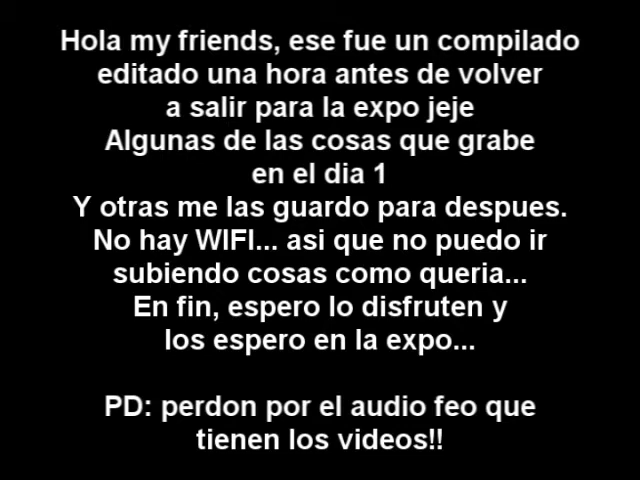 Hola my friends, ese fue un compilado
editado una hora antes de volver
a salir para la expo jeje
Algunas de las cosas que grabe
en el dia 1
Y otras me las guardo para despues.
No hay WIFI... asi que no puedo ir
subiendo cosas como queria...
En fin, espero lo disfruten y
los espero en la expo...
PD: perdon por el audio feo que
tienen los videos!!